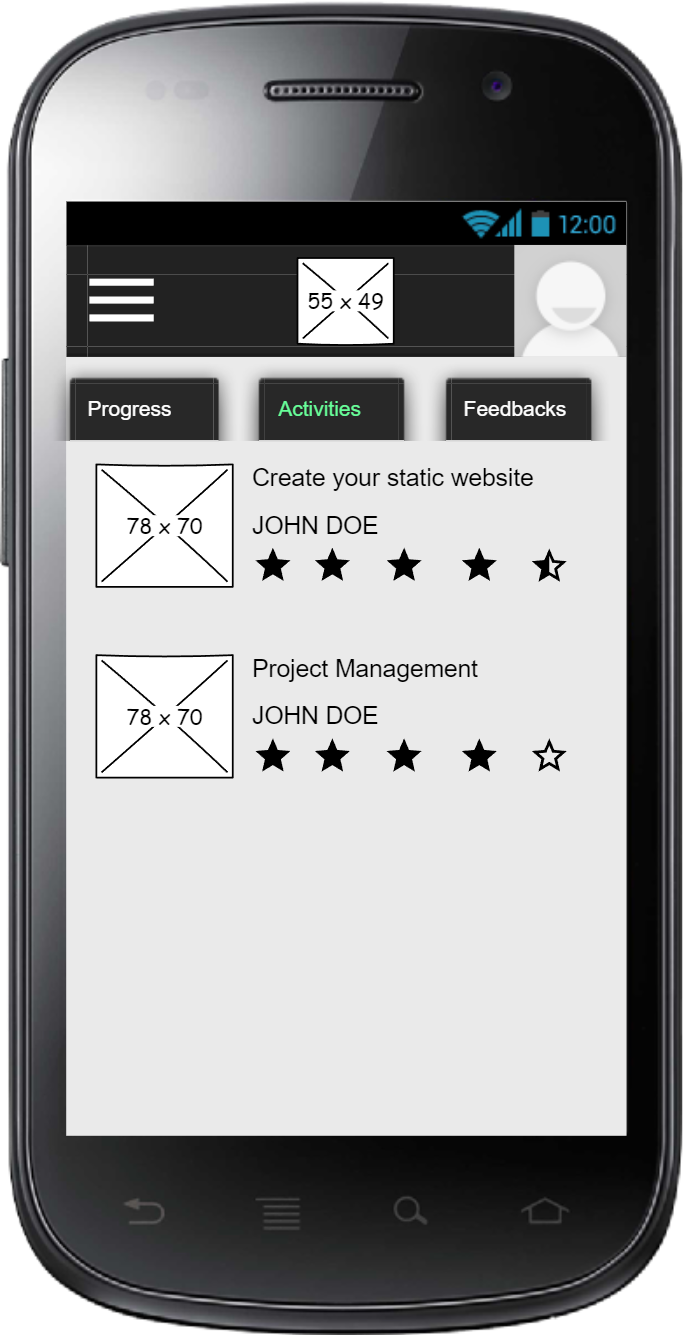 12:00
55 x 49
Progress Activities Feedbacks
Create your static website
78 x 70
JOHN DOE
Project Management
78 x 70
JOHN DOE